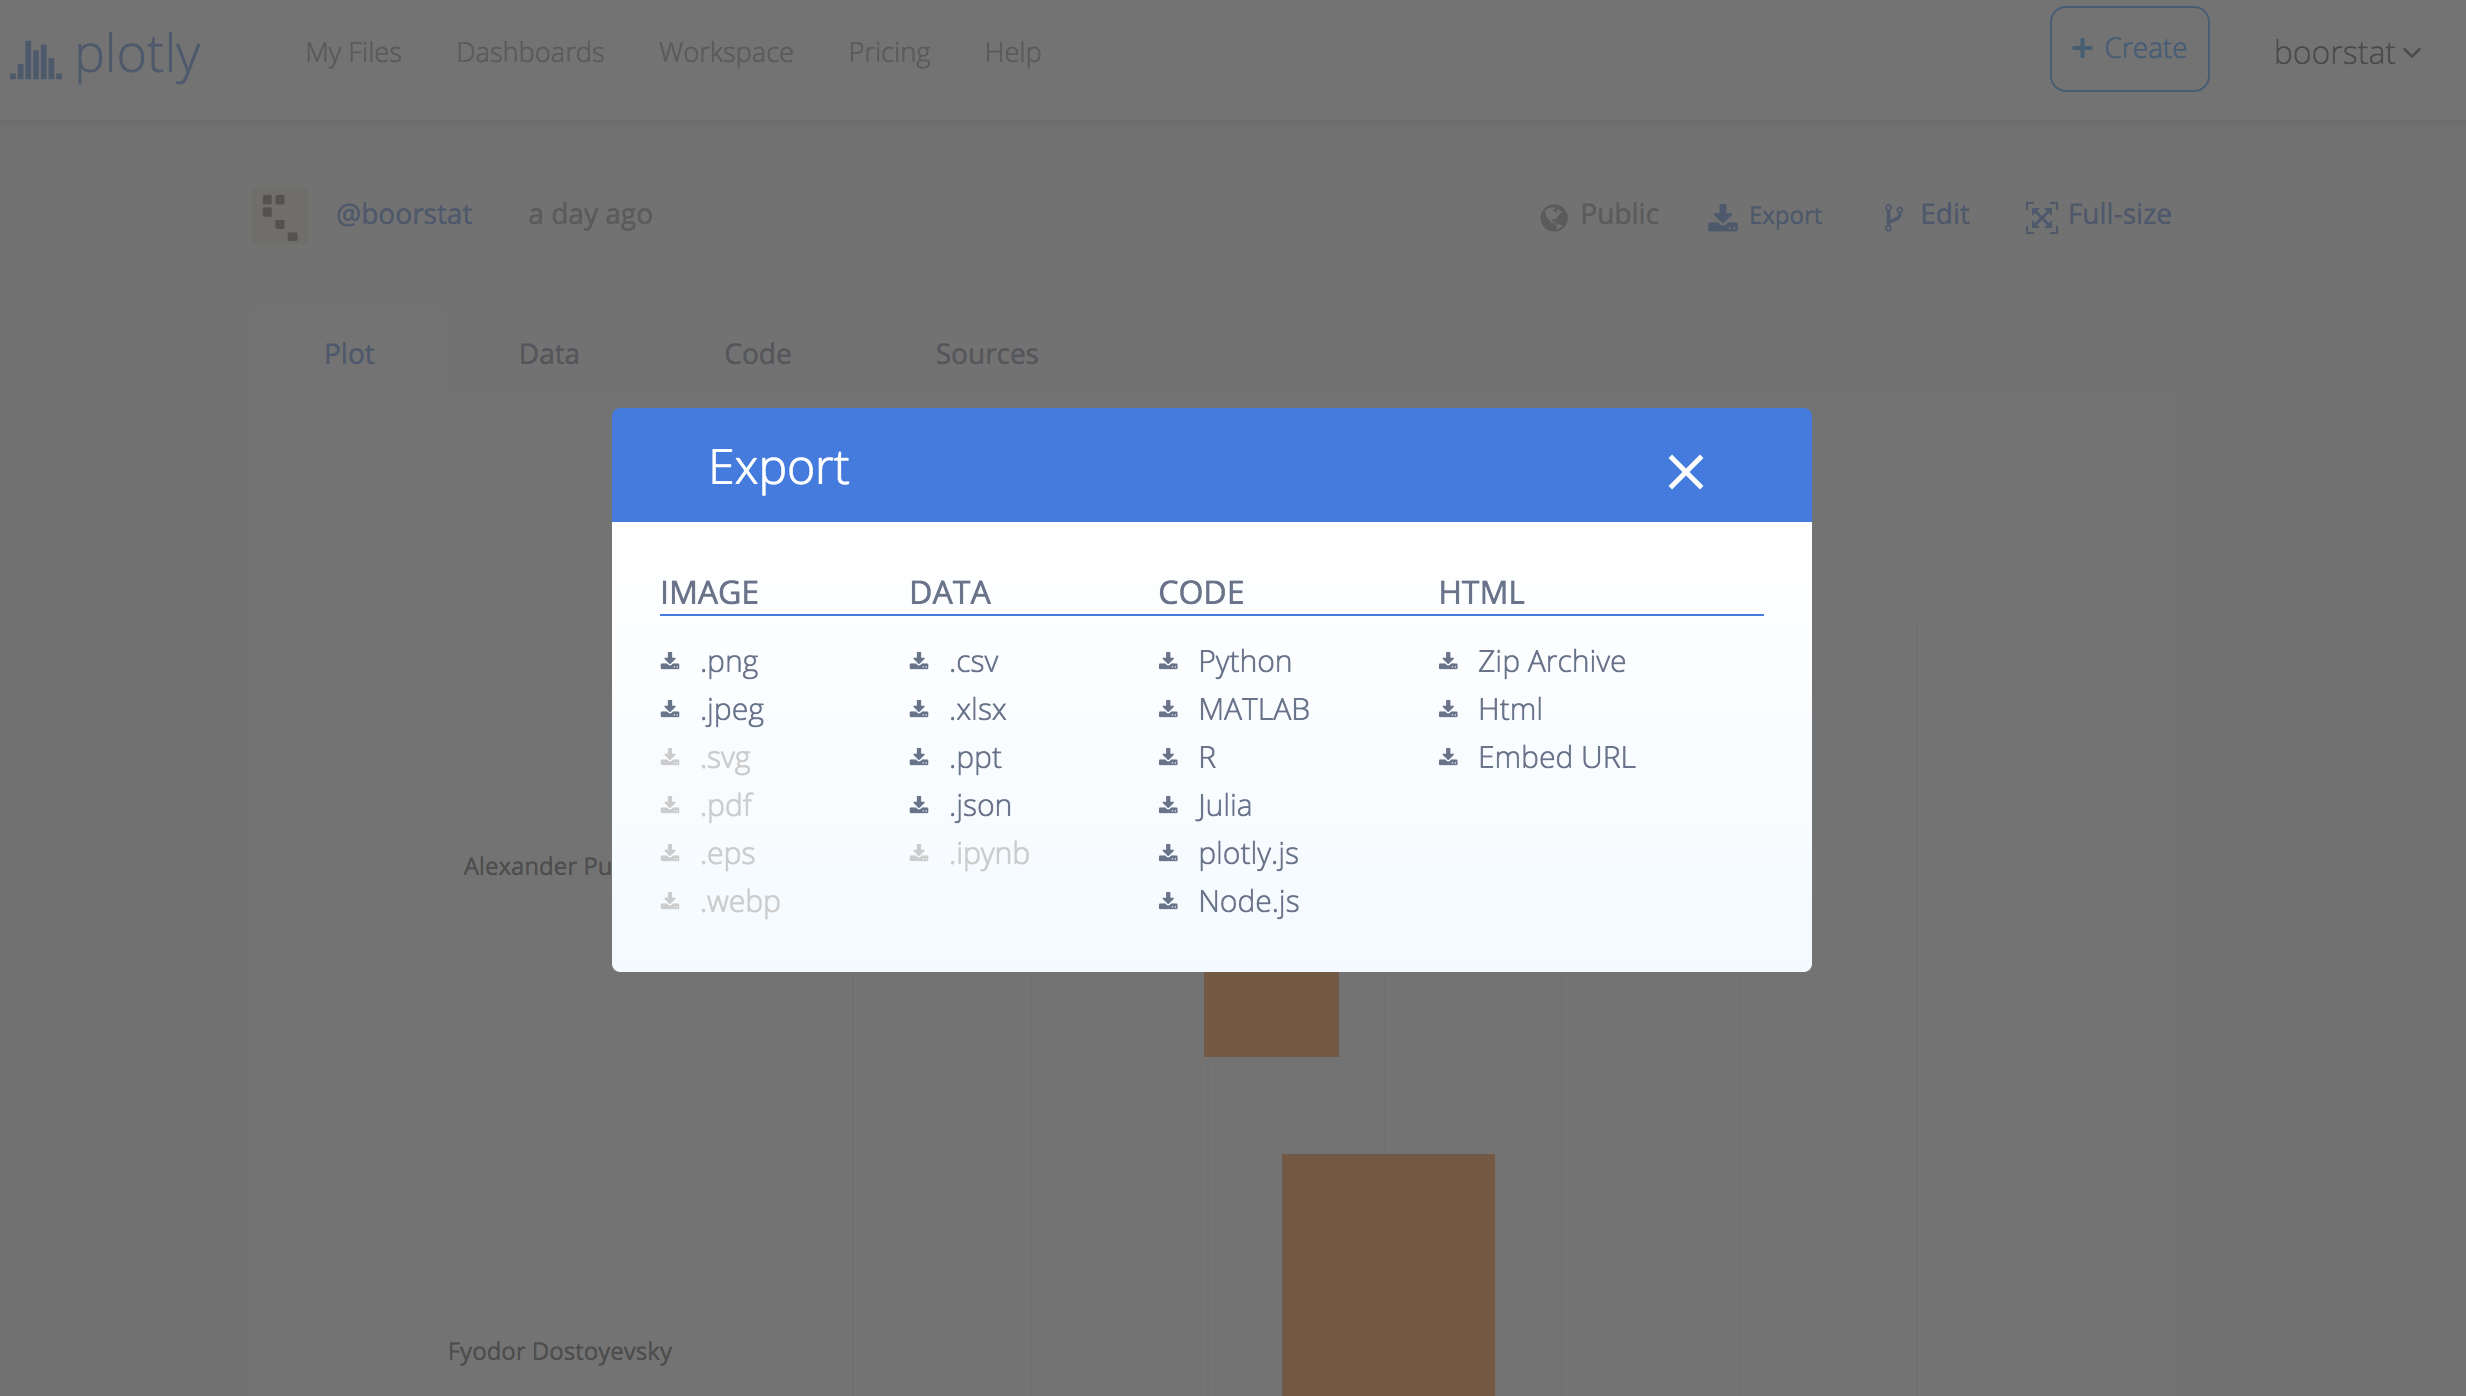 plotly
My Files
Dashboards
Workspace
Pricing
Help
+ Create
boorstat
@boorstat
a day ago
Public
Export
Edit
Full-size
Plot
Data
Code
Sources
Export
IMAGE
.png
.jpeg
.svg
.pdf
.eps
.webp
DATA
.csv
.xlsx
.ppt
.json
.ipynb
CODE
Python
MATLAB
R
Julia
plotly.js
Node.js
HTML
Zip Archive
Html
Embed URL
Alexander Pu
Fyodor Dostoyevsky